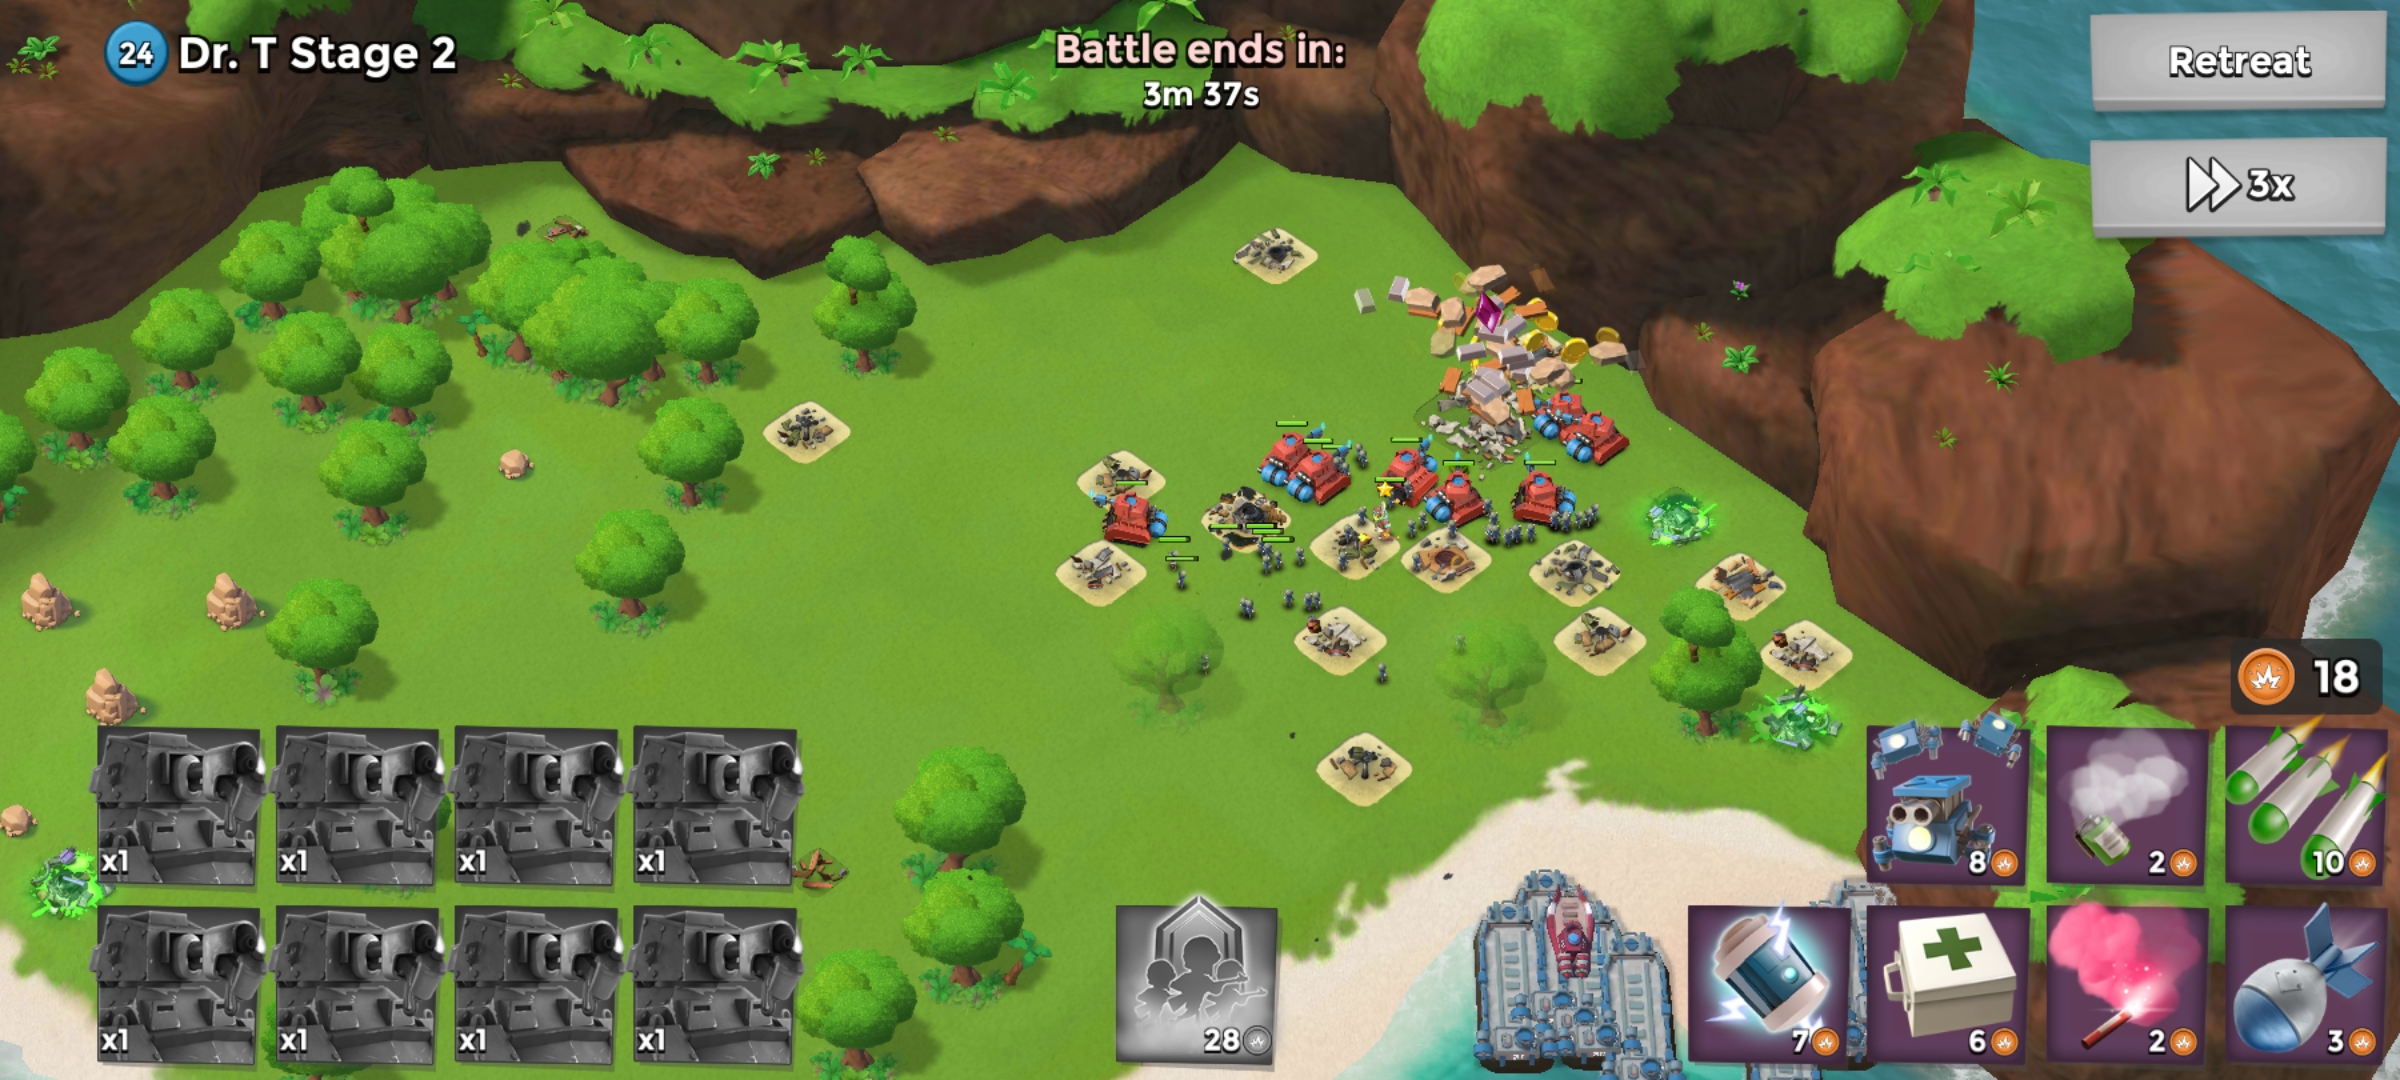 24 Dr. T Stage 2
Battle ends in:
3m 37s
Retreat
3x
18
x1 x1 x1 x1
8 2 10
x1 x1 x1 x1
28 7 6 2 3